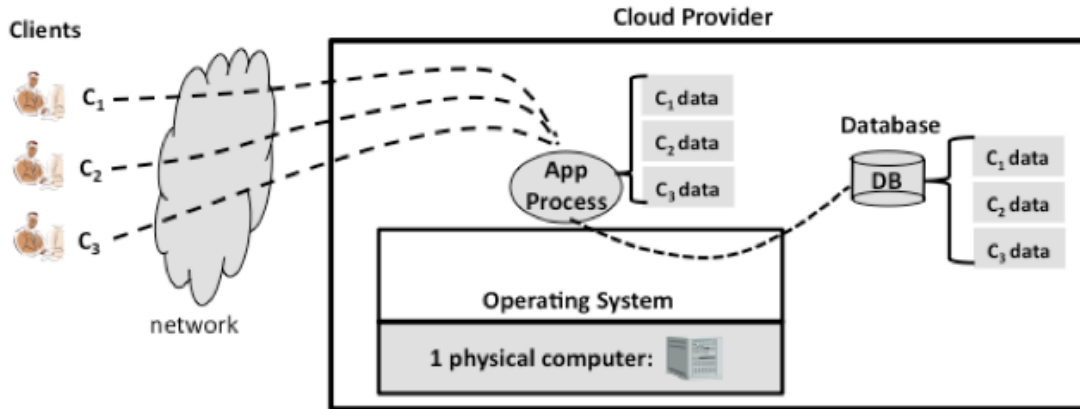 Cloud Provider
Clients
C₁
C₂
C₃
network
App
Process
C₁ data
C₂ data
C₃ data
Database
DB
C₁ data
C₂ data
C₃ data
Operating System
1 physical computer: